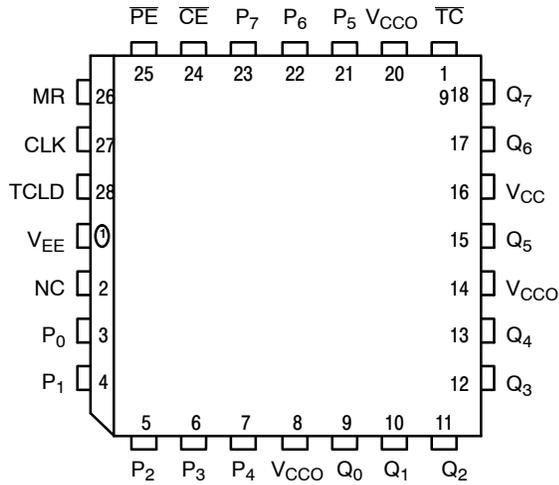 PE CE P7 P6 P5 VCCO TC
25 24 23 22 21 20 1
9
MR 26 18 Q7
CLK 27 17 Q6
TCLD 28 16 VCC
VEE 1 15 Q5
NC 2 14 VCCO
P0 3 13 Q4
P1 4 12 Q3
5 6 7 8 9 10 11
P2 P3 P4 VCCO Q0 Q1 Q2